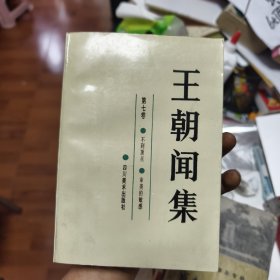 王朝闻集
第七卷
不到顶点
审美的敏感
四川美术出版社